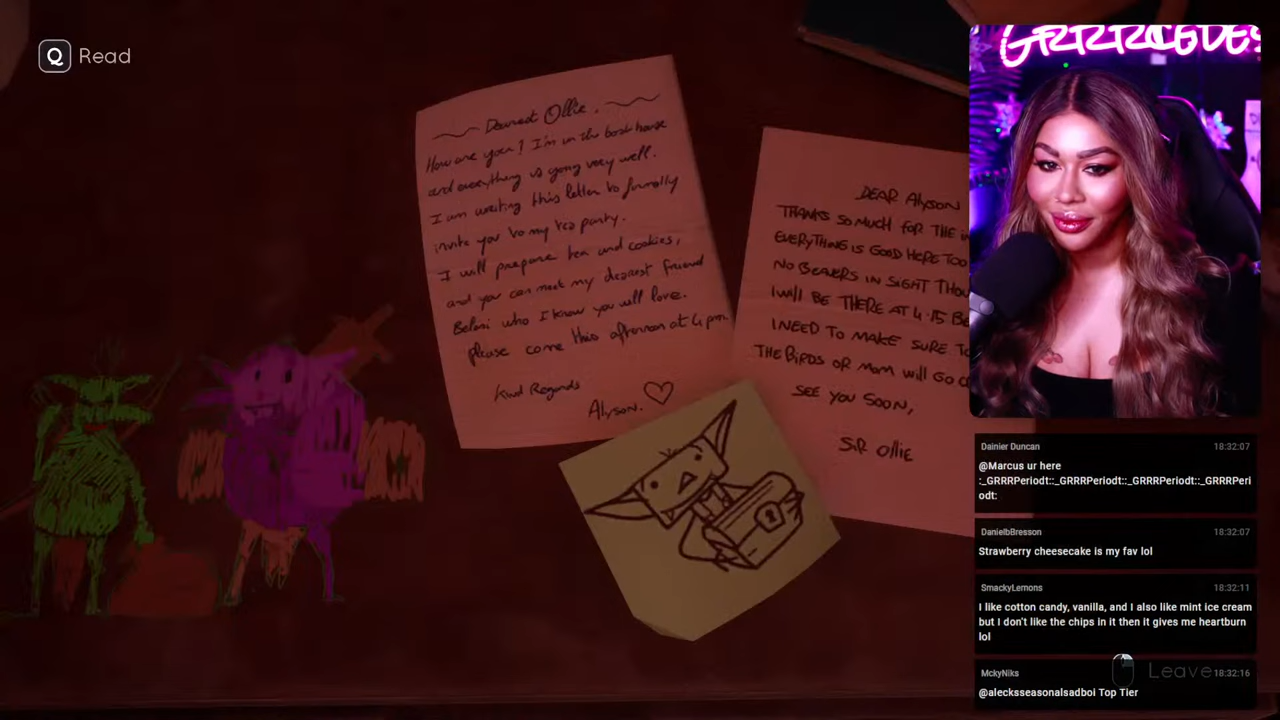 Q Read
GRRRCEDES
Dearest Ollie.
How are you? I'm in the boat house
and everything is going very well.
I am writing this letter to formally
invite you to my tea party.
I will prepare tea and cookies,
and you can meet my dearest friend
who I know you will love.
please come this afternoon at 4 pm.
Kind Regards
Alyson.
DEAR Alyson
THANKS SO MUCH FOR THE
EVERYTHING IS GOOD HERE TOO
NO BEAVERS IN SIGHT THOU
I Will BE THERE AT 4.15 BE
I NEED TO MAKE SURE
THE BiRDS OR MOM Will GO
SEE YOU SOON,
SiR Ollie
Dainier Duncan 18:32:07
@Marcus ur here
:_GRRRPeriodt::_GRRRPeriodt::_GRRRPeriodt::_GRRRPeri
odt:
DanielbBresson 18:32:07
Strawberry cheesecake is my fav lol
SmackyLemons 18:32:11
I like cotton candy, vanilla, and I also like mint ice cream
but I don't like the chips in it then it gives me heartburn
lol
MckyNiks 18:32:16
@alecksseasonalsadboi Top Tier
Leave